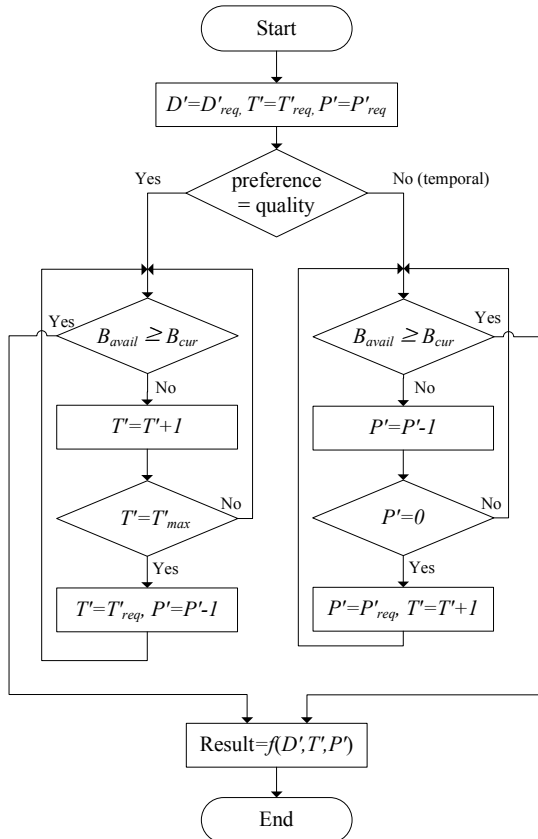 Start
D'=D'req, T'=T'req, P'=P'req
preference
= quality
Yes
No (temporal)
Bavail ≥ Bcur
Yes
No
T'=T'+1
T'=T'max
No
Yes
T'=T'req, P'=P'-1
Bavail ≥ Bcur
Yes
No
P'=P'-1
P'=0
No
Yes
P'=P'req, T'=T'+1
Result=f(D',T',P')
End